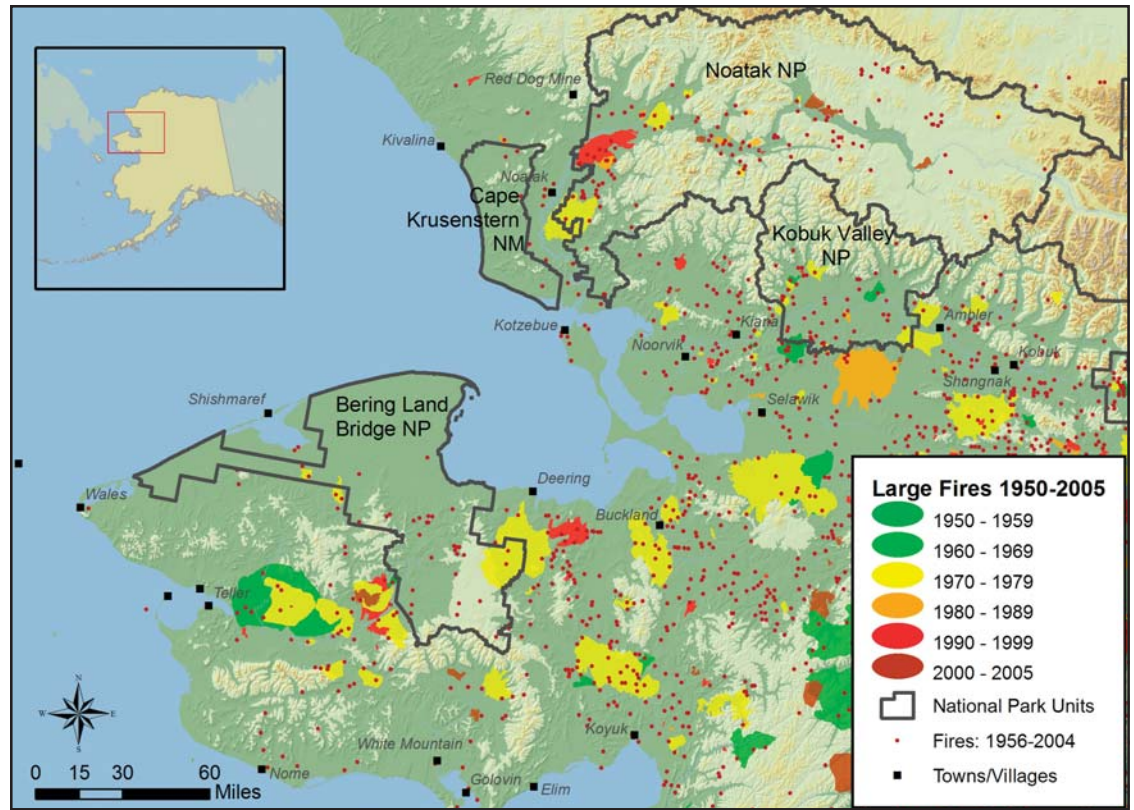 Red Dog Mine
Noatak NP
Kivalina
Noatak
Cape
Krusenstern
NM
Kobuk Valley
NP
Kotzebue
Kiana
Ambler
Noorvik
Kobuk
Shungnak
Shishmaref
Bering Land
Bridge NP
Selawik
Deering
Wales
Buckland
Teller
Koyuk
White Mountain
Nome
Golovin
Elim
N
W E
S
0 15 30 60
Miles
Large Fires 1950-2005
1950 - 1959
1960 - 1969
1970 - 1979
1980 - 1989
1990 - 1999
2000 - 2005
National Park Units
Fires: 1956-2004
Towns/Villages